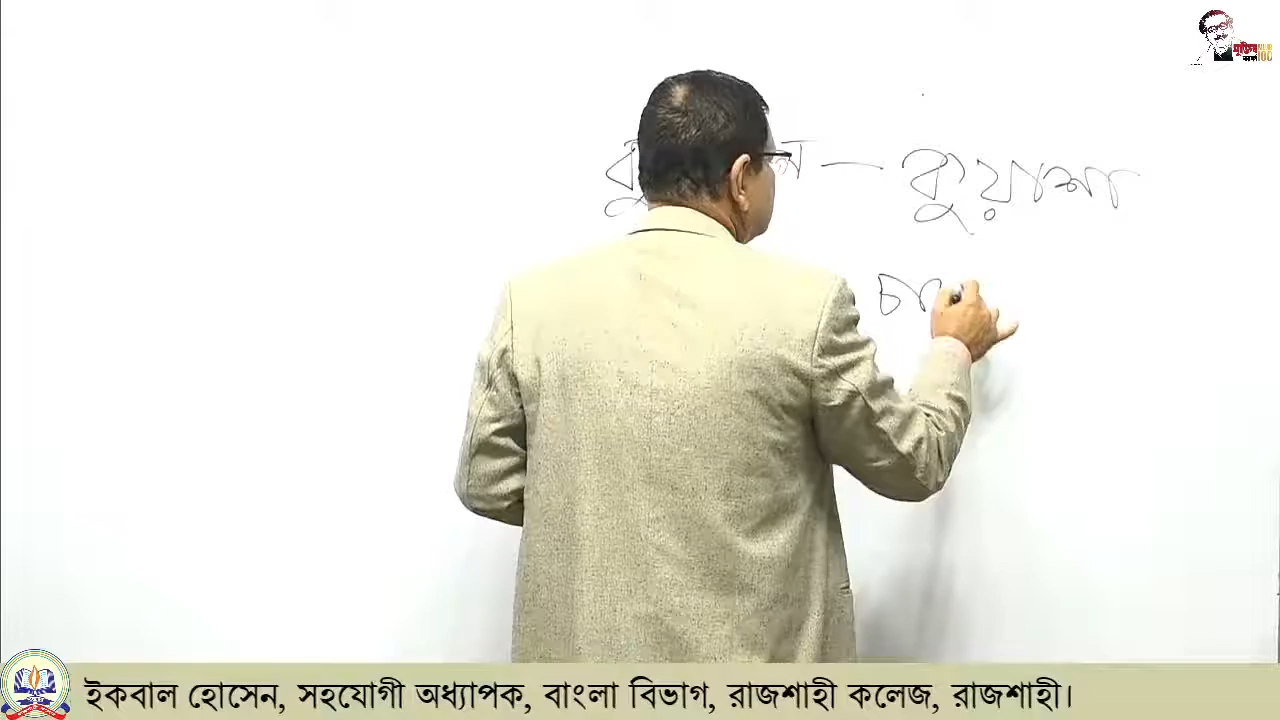 — কুয়াশা
ইকবাল হোসেন, সহযোগী অধ্যাপক, বাংলা বিভাগ, রাজশাহী কলেজ, রাজশাহী।